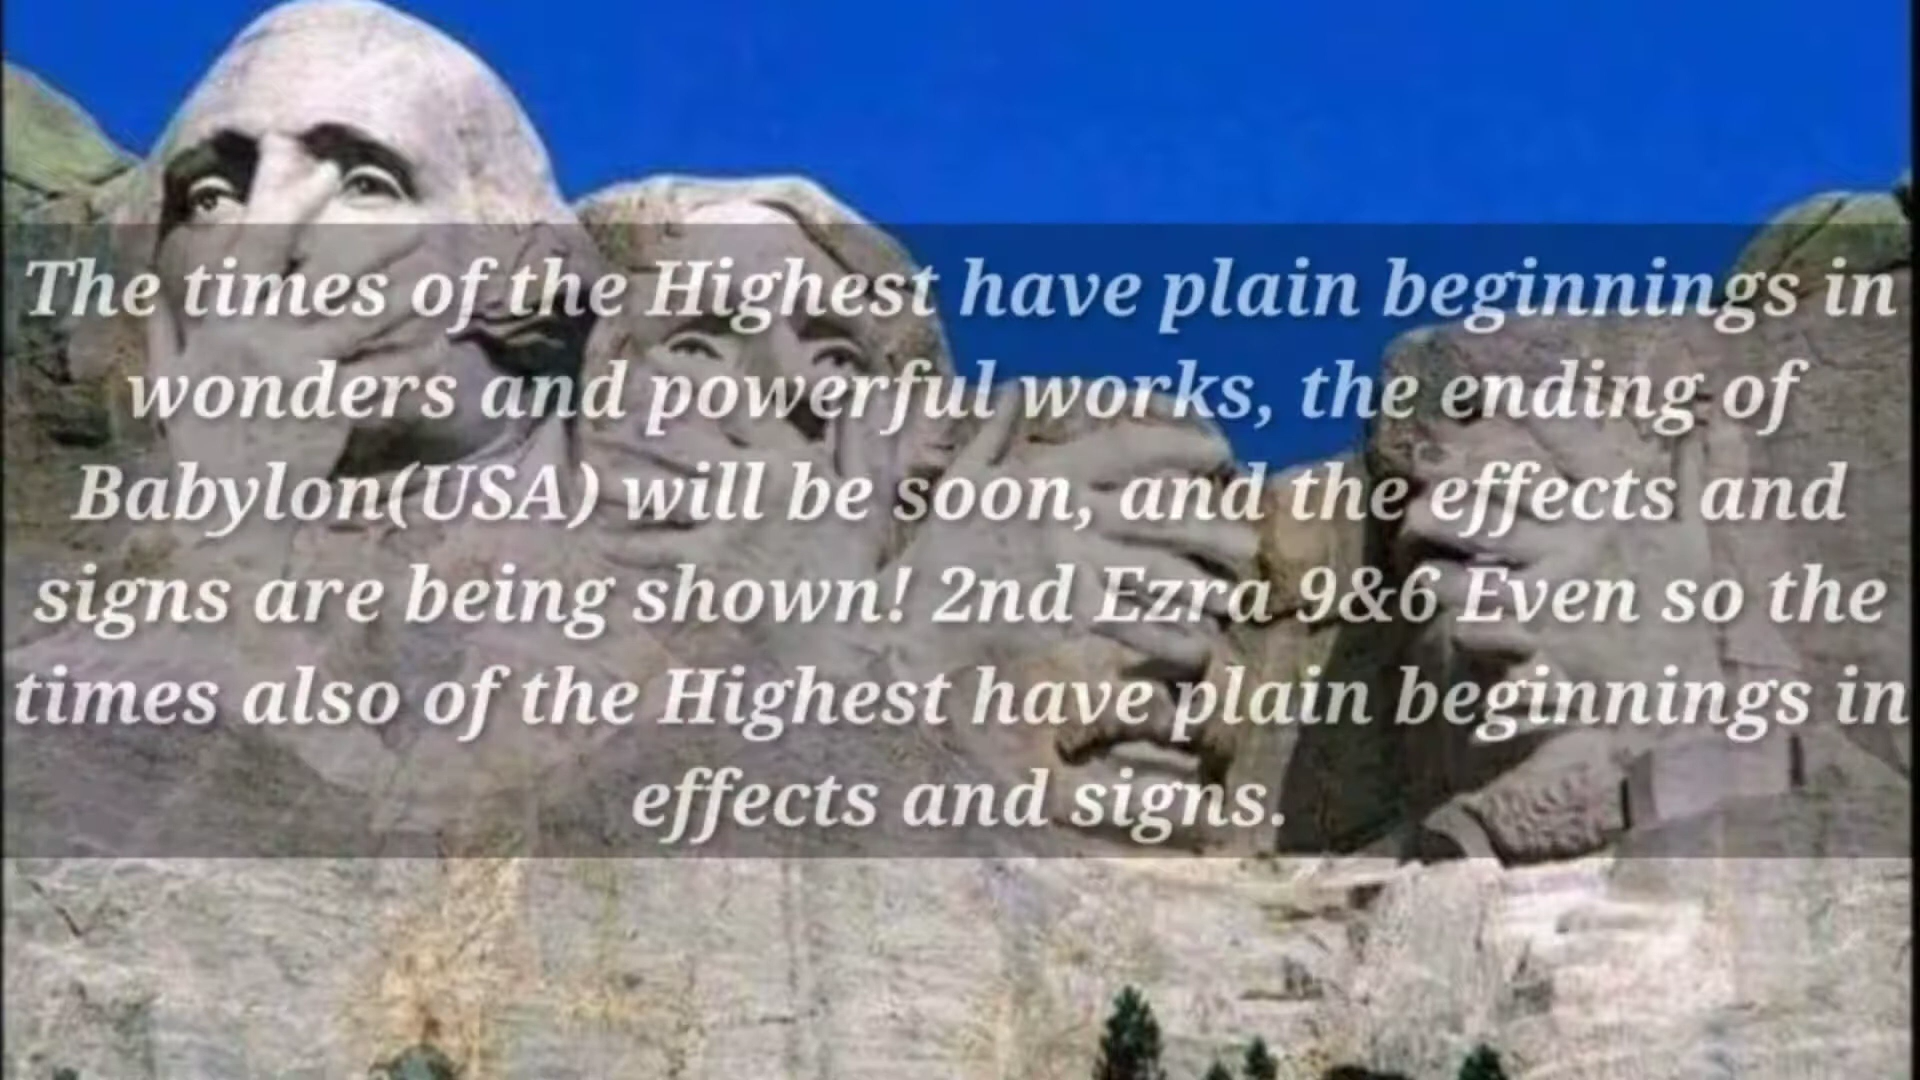 The times of the Highest have plain beginnings in
wonders and powerful works, the ending of
Babylon(USA) will be soon, and the effects and
signs are being shown! 2nd Ezra 9&6 Even so the
times also of the Highest have plain beginnings in
effects and signs.